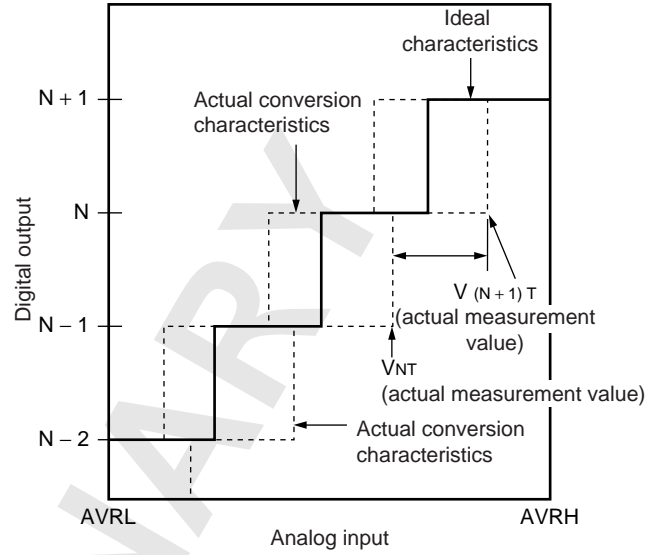 Ideal
characteristics
N + 1
Actual conversion
characteristics
N
Digital output
V (N + 1) T
(actual measurement
value)
N − 1
VNT
(actual measurement value)
Actual conversion
characteristics
N − 2
AVRL
AVRH
Analog input
NARY